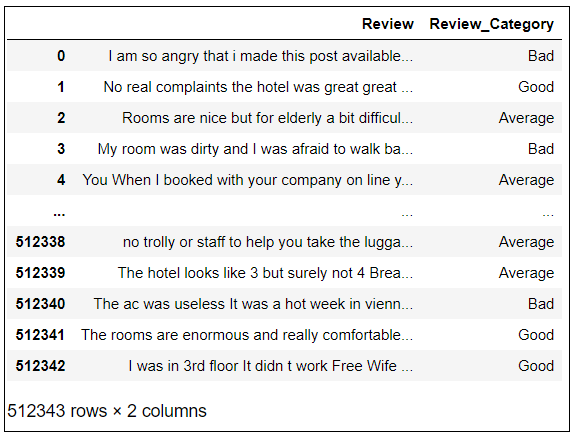 Review Review_Category
0 I am so angry that i made this post available... Bad
1 No real complaints the hotel was great great ... Good
2 Rooms are nice but for elderly a bit difficul... Average
3 My room was dirty and I was afraid to walk ba... Bad
4 You When I booked with your company on line y... Average
... ... ...
512338 no trolly or staff to help you take the lugga... Average
512339 The hotel looks like 3 but surely not 4 Brea... Average
512340 The ac was useless It was a hot week in vienn... Bad
512341 The rooms are enormous and really comfortable... Good
512342 I was in 3rd floor It didn t work Free Wife ... Good
512343 rows × 2 columns